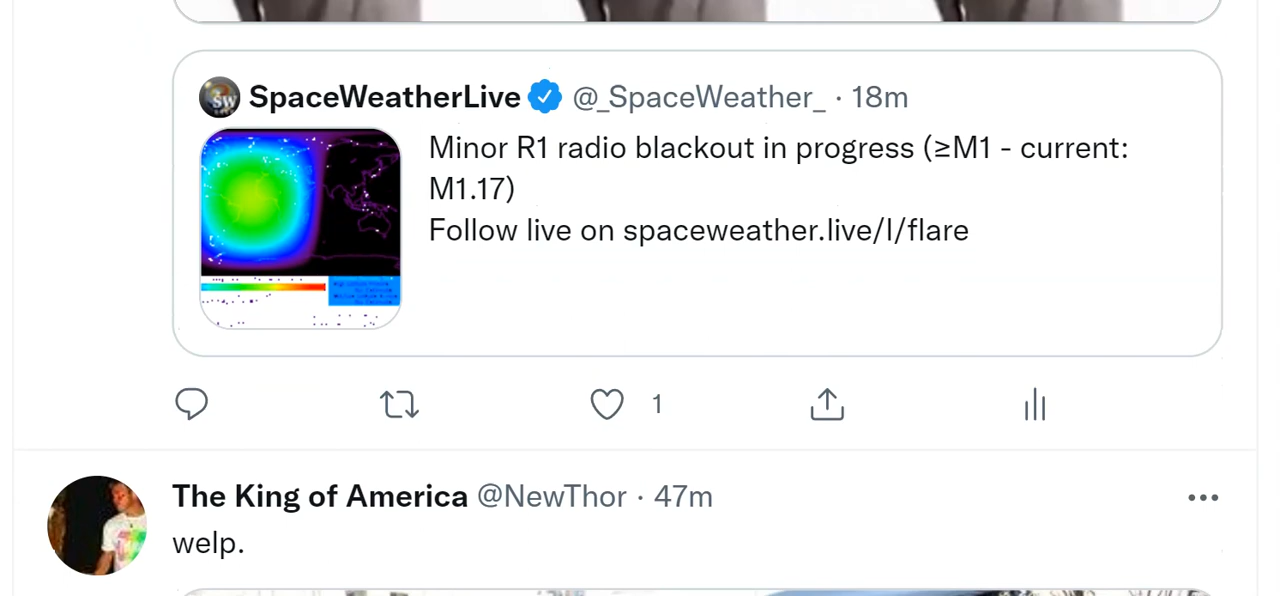 SpaceWeatherLive @_SpaceWeather_ · 18m
Minor R1 radio blackout in progress (≥M1 - current:
M1.17)
Follow live on spaceweather.live/l/flare
1
The King of America @NewThor · 47m
welp.